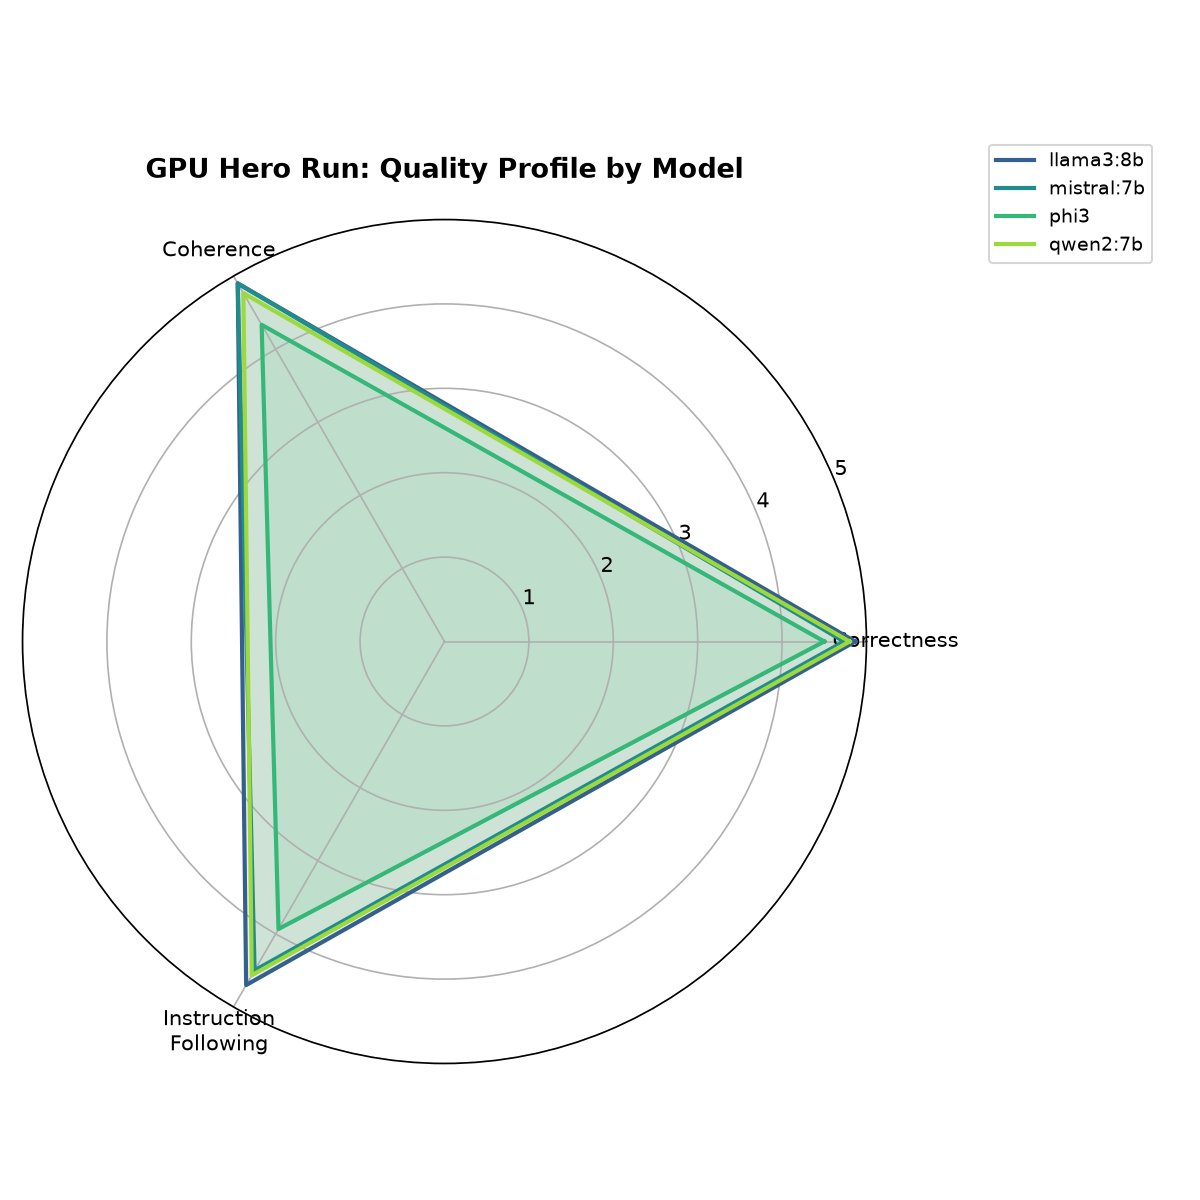 GPU Hero Run: Quality Profile by Model
llama3:8b
mistral:7b
phi3
qwen2:7b
Coherence
5
4
3
2
1
Correctness
Instruction
Following